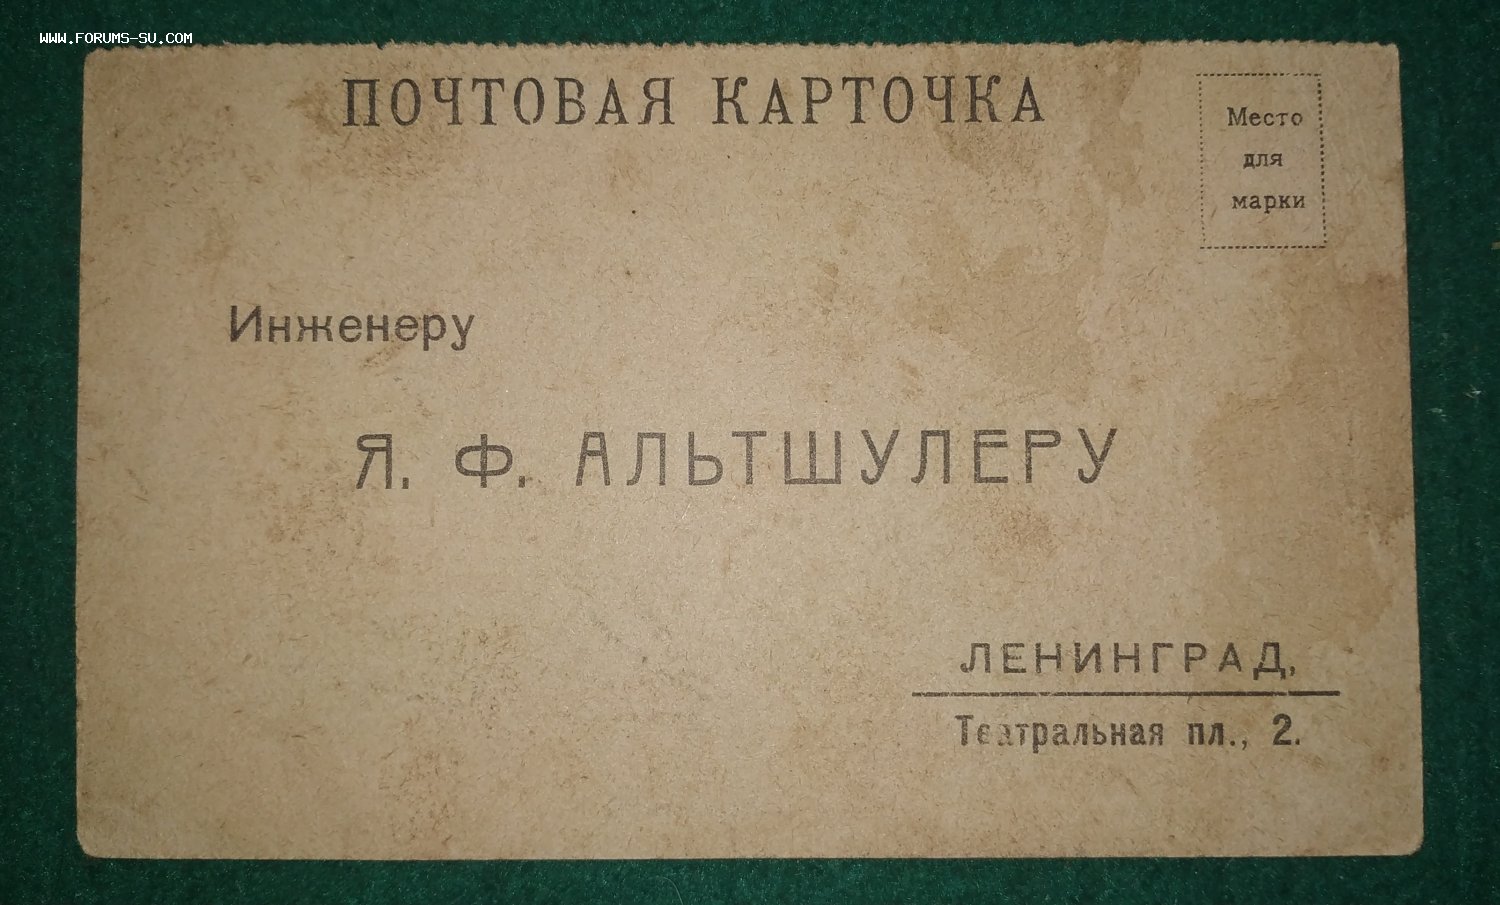 WWW.FORUMS-SU.COM
ПОЧТОВАЯ КАРТОЧКА
Место
для
марки
Инженеру
Я. Ф. АЛЬТШУЛЕРУ
ЛЕНИНГРАД,
Театральная пл., 2.